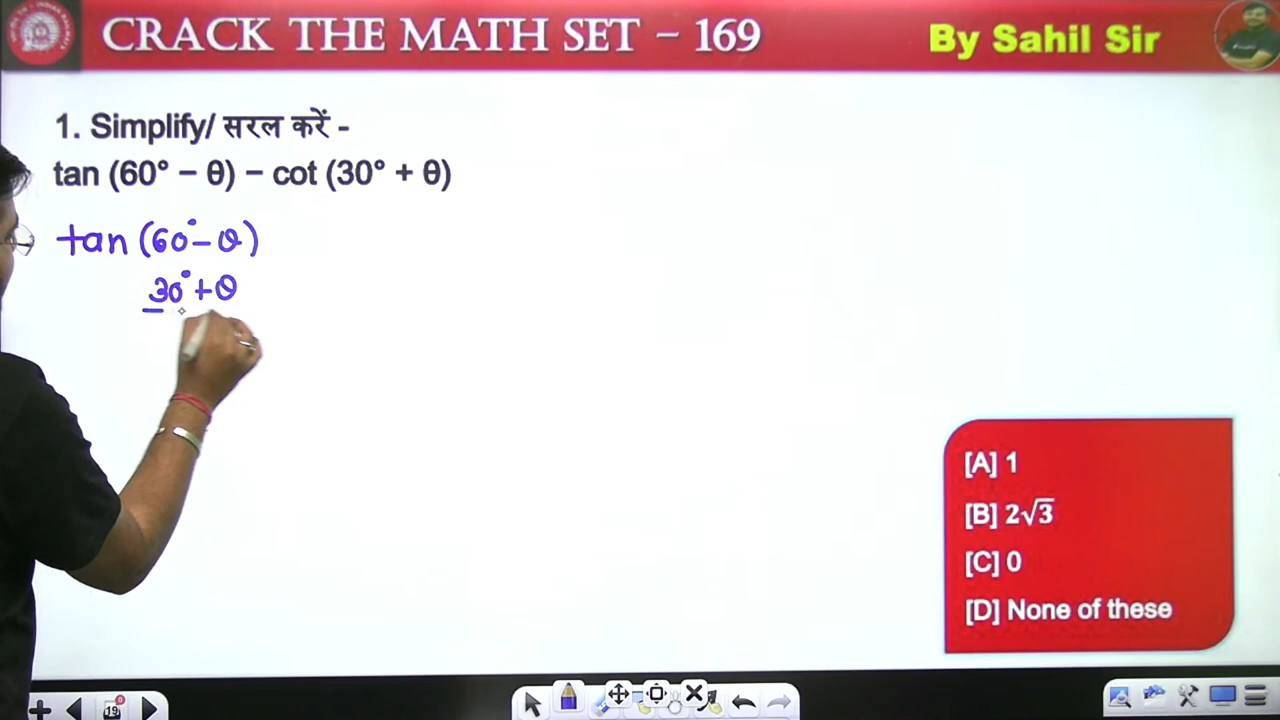 CRACK THE MATH SET – 169
By Sahil Sir
1. Simplify/ सरल करें -
tan (60° − θ) − cot (30° + θ)
tan (60° − θ)
30° + θ
[A] 1
[B] 2√3
[C] 0
[D] None of these
19